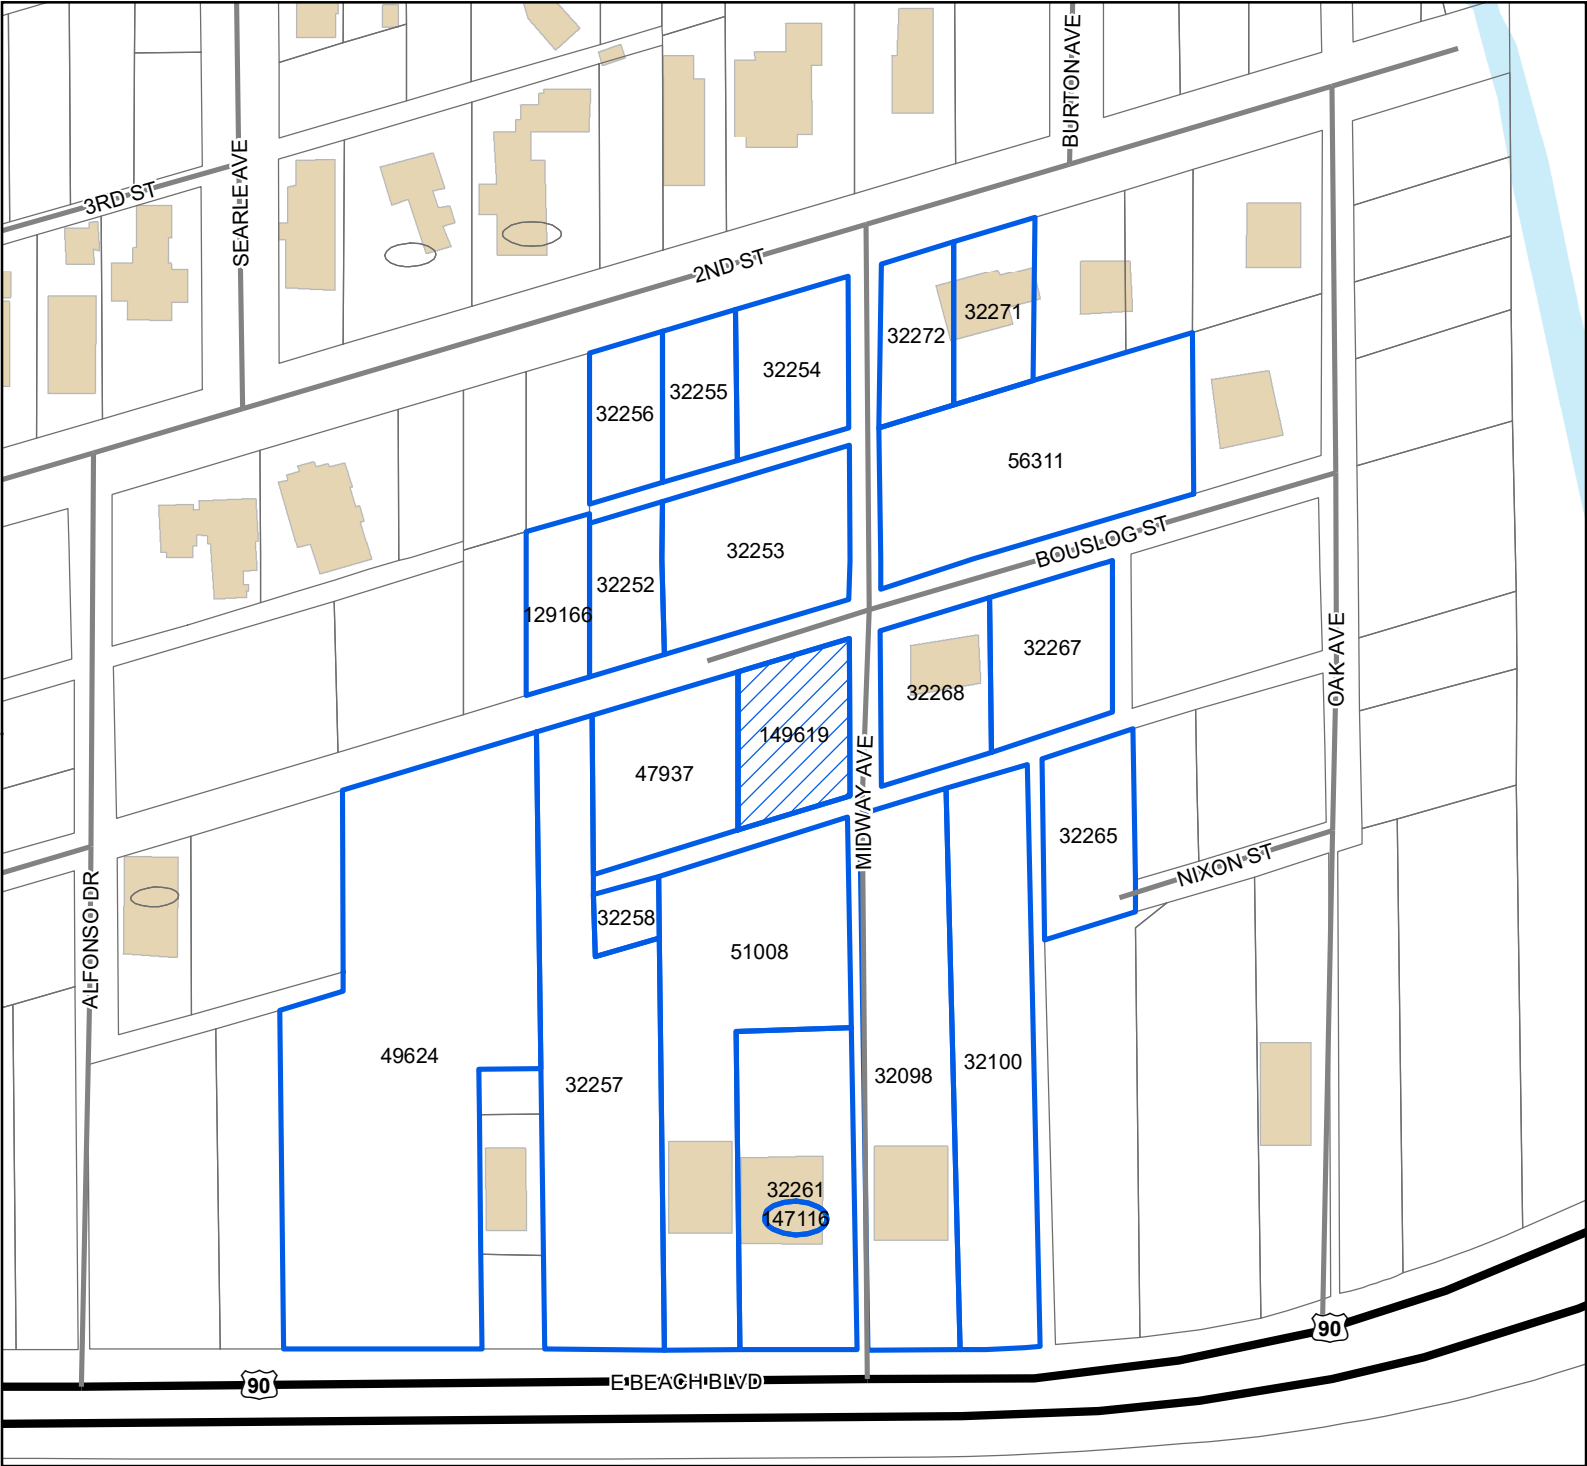 BURTON AVE
3RD ST
SEARLE AVE
2ND ST
32271
32272
32254
32255
32256
56311
BOUSLOG ST
32253
32252
129166
32267
32268
OAK AVE
149619
47937
MIDWAY AVE
32265
NIXON ST
32258
ALFONSO DR
51008
49624
32257
32098
32100
32261
147116
90
90
E BEACH BLVD